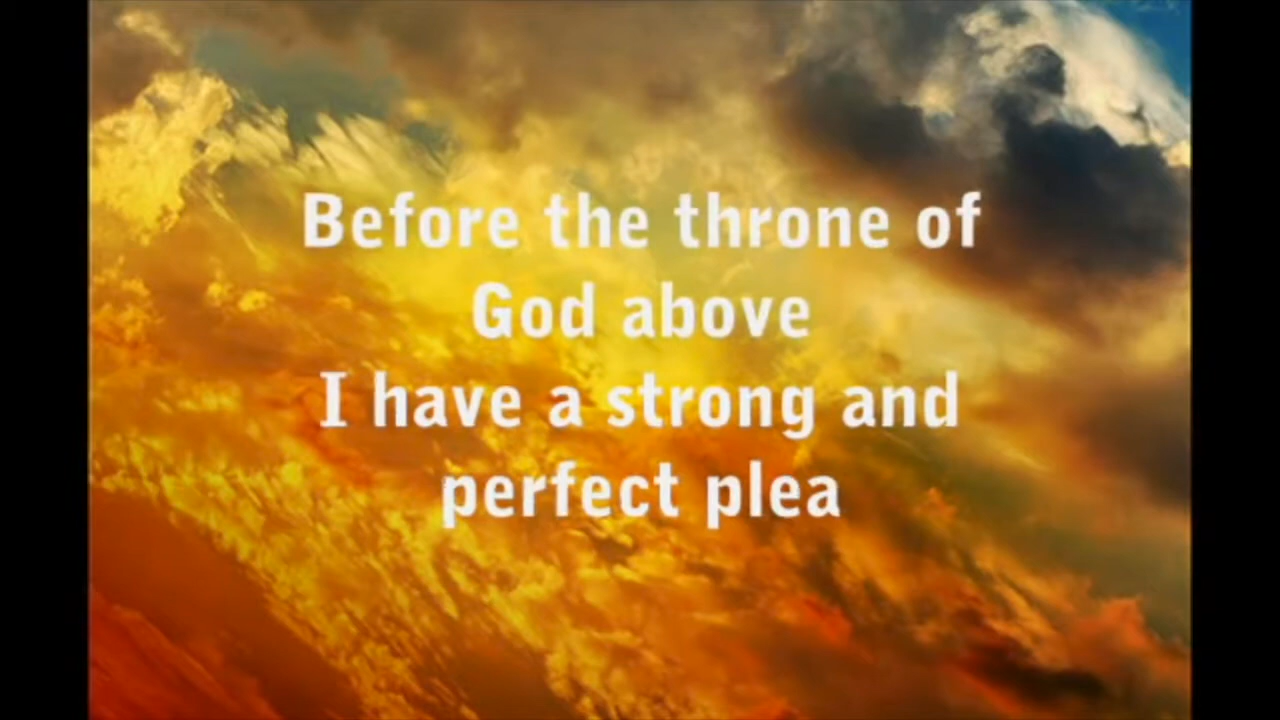 Before the throne of
God above
I have a strong and
perfect plea